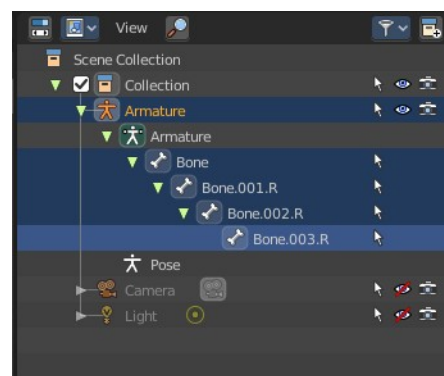 View
Scene Collection
Collection
Armature
Armature
Bone
Bone.001.R
Bone.002.R
Bone.003.R
Pose
Camera
Light